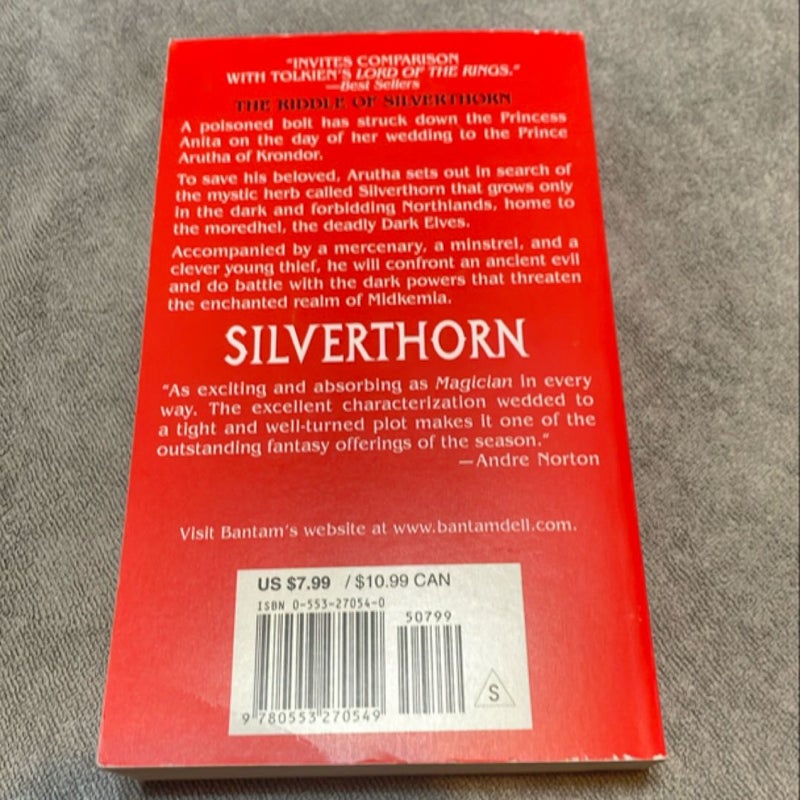 "INVITES COMPARISON
WITH TOLKIEN'S LORD OF THE RINGS."
—Best Sellers
THE RIDDLE OF SILVERTHORN
A poisoned bolt has struck down the Princess
Anita on the day of her wedding to the Prince
Arutha of Krondor.
To save his beloved, Arutha sets out in search of
the mystic herb called Silverthorn that grows only
in the dark and forbidding Northlands, home to
the moredhel, the deadly Dark Elves.
Accompanied by a mercenary, a minstrel, and a
clever young thief, he will confront an ancient evil
and do battle with the dark powers that threaten
the enchanted realm of Midkemia.
SILVERTHORN
"As exciting and absorbing as Magician in every
way. The excellent characterization wedded to
a tight and well-turned plot makes it one of the
outstanding fantasy offerings of the season."
—Andre Norton
Visit Bantam's website at www.bantamdell.com.
US $7.99 / $10.99 CAN
ISBN 0-553-27054-0
50799
S
9 780553 270549